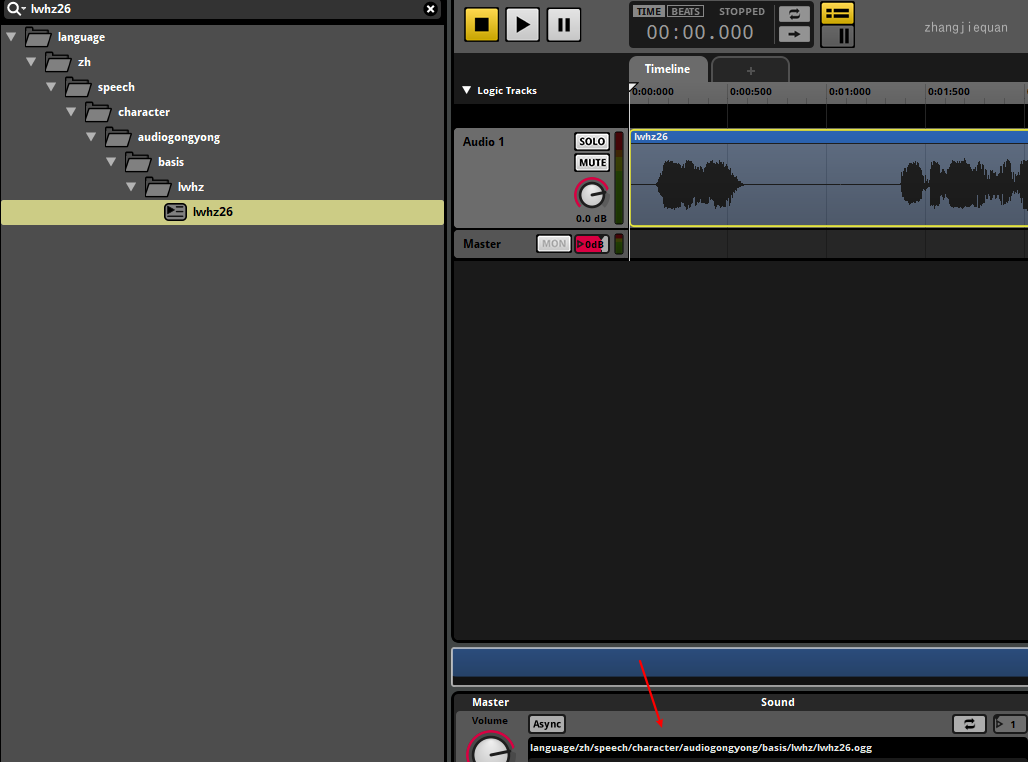 lwhz26
language
zh
speech
character
audiogongyong
basis
lwhz
lwhz26
TIME BEATS STOPPED
00:00.000
zhangjiequan
Timeline
+
Logic Tracks
0:00:000 0:00:500 0:01:000 0:01:500
Audio 1
SOLO
MUTE
0.0 dB
lwhz26
Master MON 0dB
Master
Sound
Volume
Async
1
language/zh/speech/character/audiogongyong/basis/lwhz/lwhz26.ogg